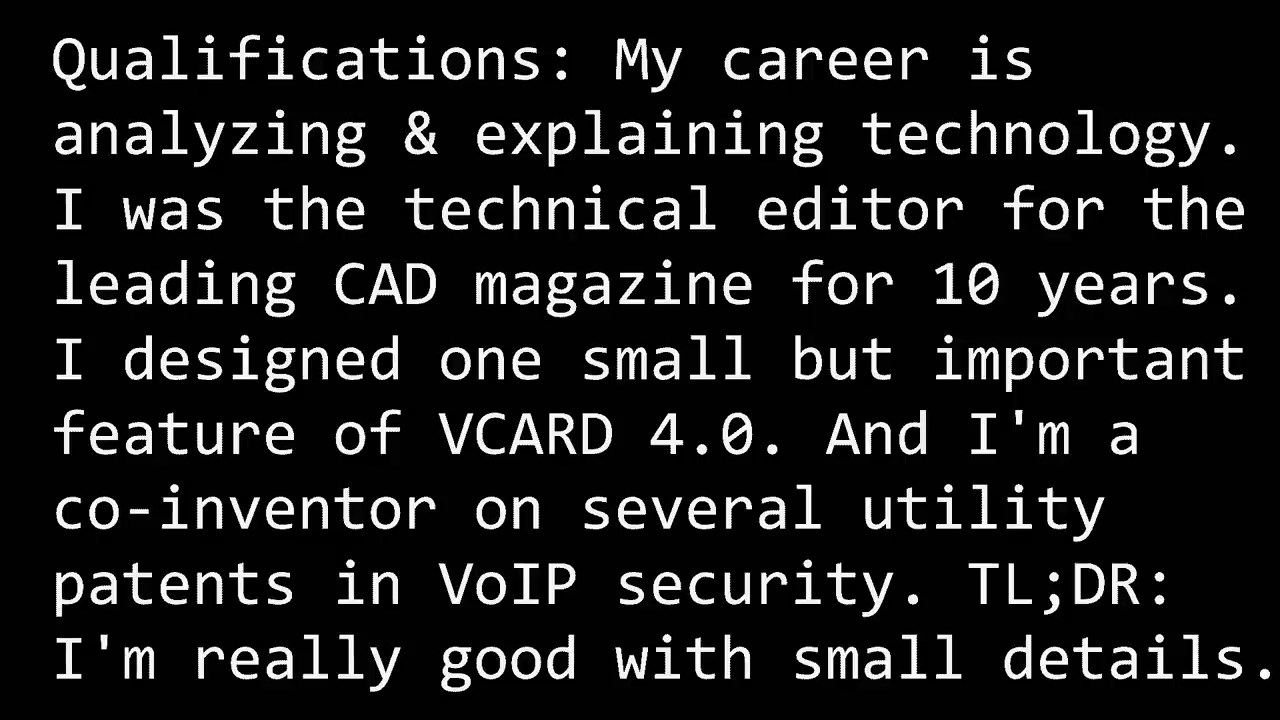 Qualifications: My career is
analyzing & explaining technology.
I was the technical editor for the
leading CAD magazine for 10 years.
I designed one small but important
feature of VCARD 4.0. And I'm a
co-inventor on several utility
patents in VoIP security. TL;DR:
I'm really good with small details.